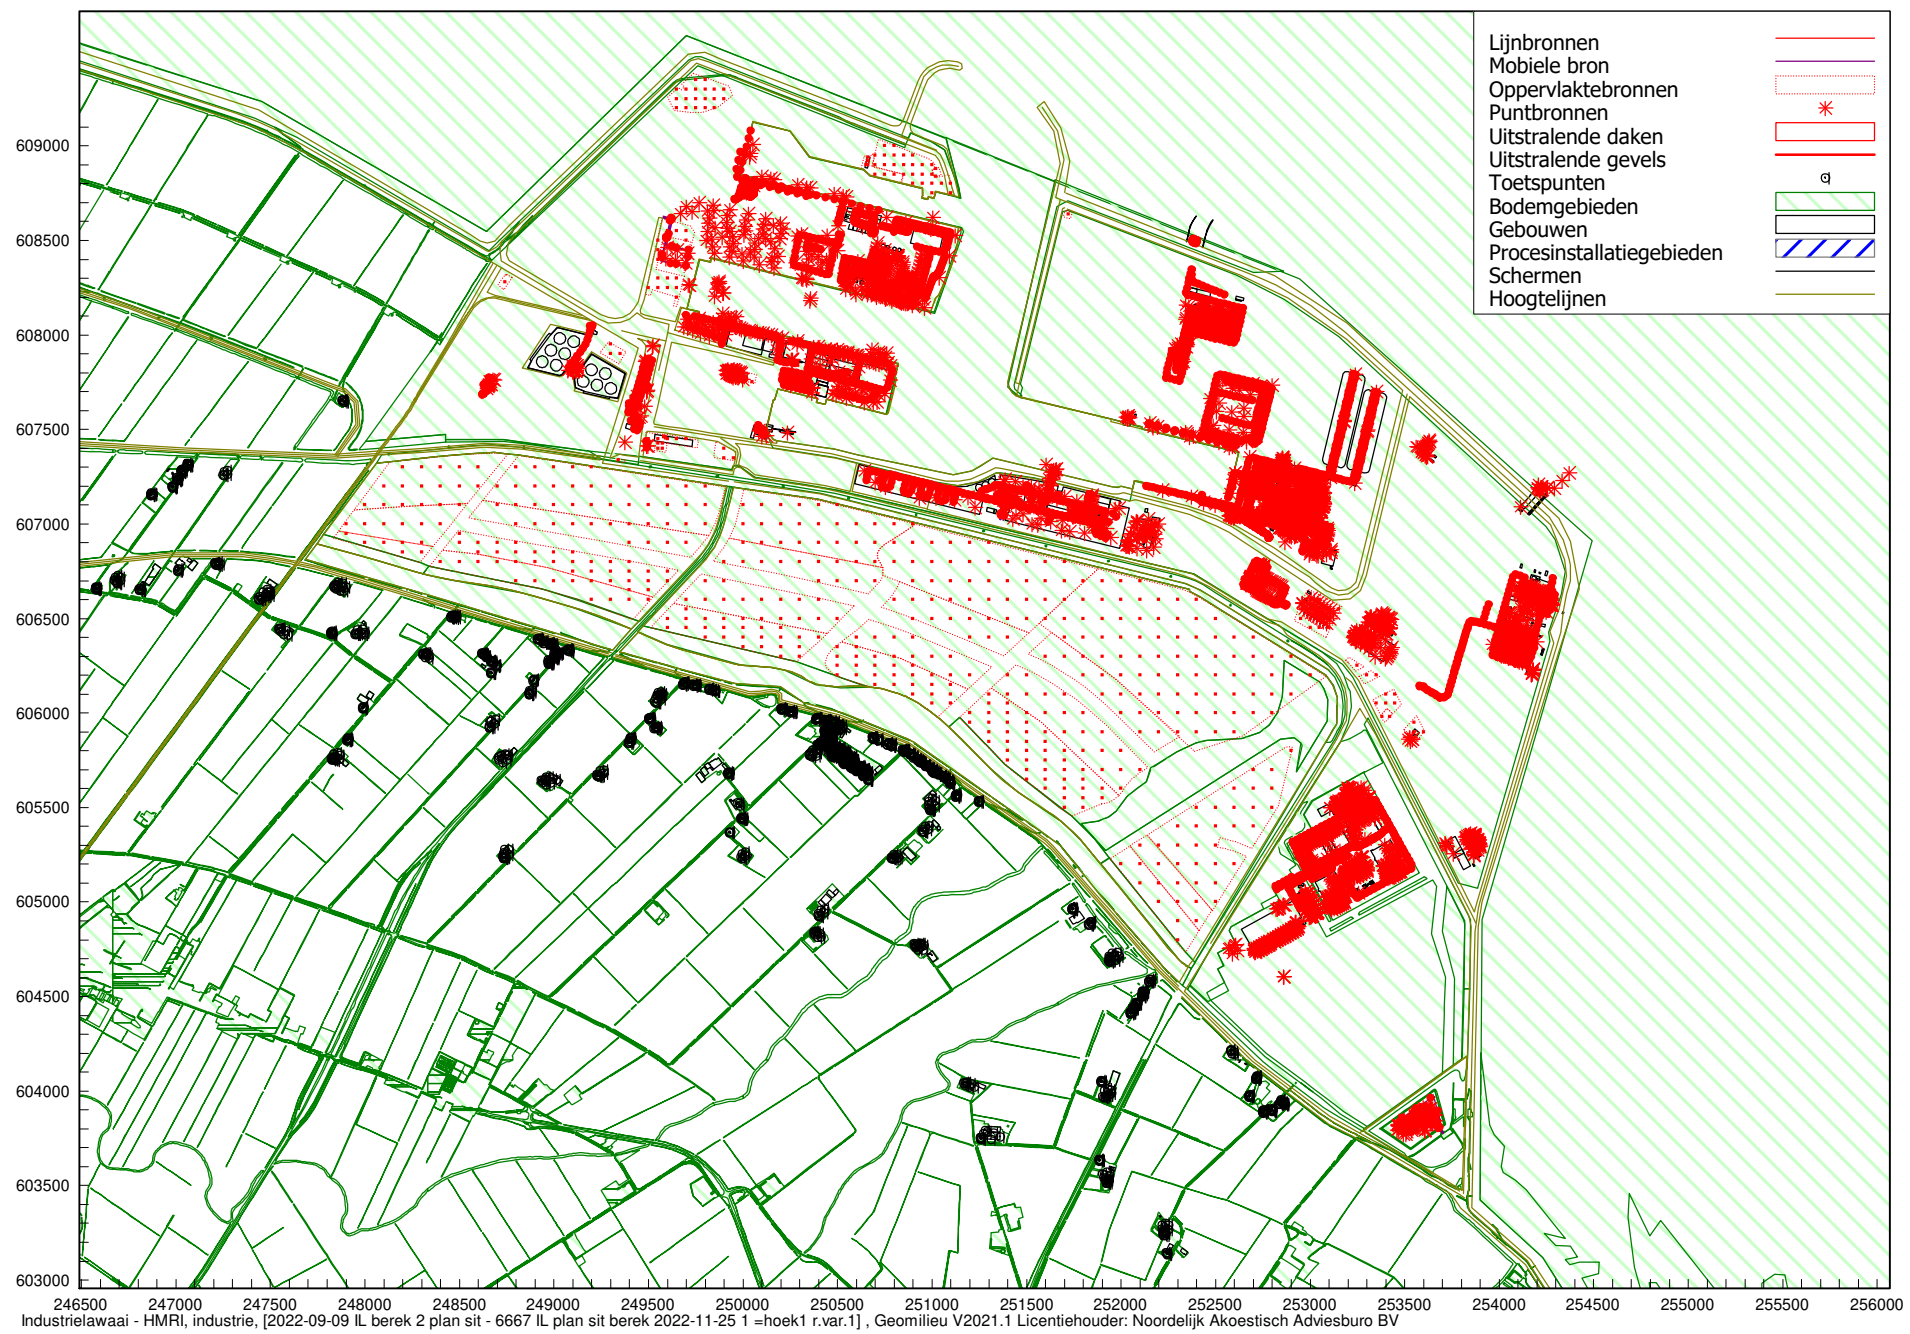 Lijnbronnen
Mobiele bron
Oppervlaktebronnen
Puntbronnen
Uitstralende daken
Uitstralende gevels
Toetspunten
Bodemgebieden
Gebouwen
Procesinstallatiegebieden
Schermen
Hoogtelijnen
609000
608500
608000
607500
607000
606500
606000
605500
605000
604500
604000
603500
603000
246500 247000 247500 248000 248500 249000 249500 250000 250500 251000 251500 252000 252500 253000 253500 254000 254500 255000 255500 256000
Industrielawaai - HMRI, industrie, [2022-09-09 IL berek 2 plan sit - 6667 IL plan sit berek 2022-11-25 1 =hoek1 r.var.1] , Geomilieu V2021.1 Licentiehouder: Noordelijk Akoestisch Adviesburo BV